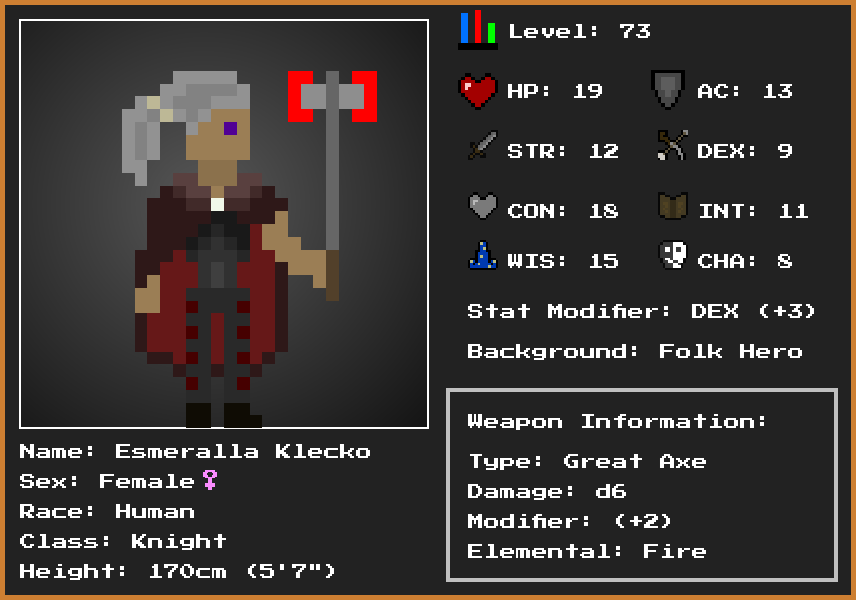 Level: 73
HP: 19 AC: 13
STR: 12 DEX: 9
CON: 18 INT: 11
WIS: 15 CHA: 8
Stat Modifier: DEX (+3)
Background: Folk Hero
Weapon Information:
Type: Great Axe
Damage: d6
Modifier: (+2)
Elemental: Fire
Name: Esmeralla Klecko
Sex: Female♀
Race: Human
Class: Knight
Height: 170cm (5'7")